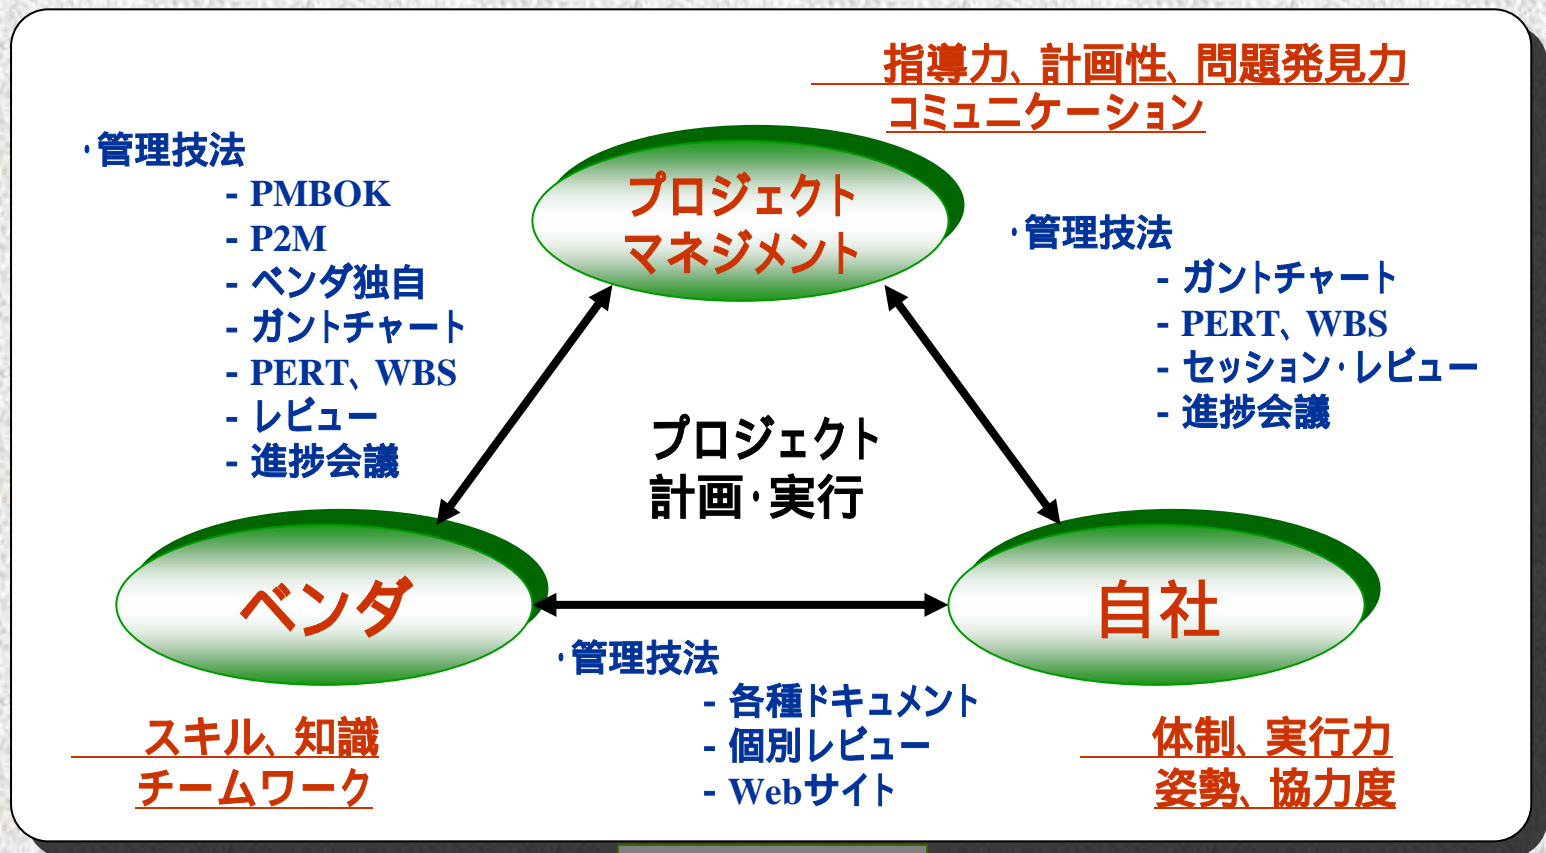 指導力、計画性、問題発見力
コミュニケーション
・管理技法
- PMBOK
- P2M
- ベンダ独自
- ガントチャート
- PERT、WBS
- レビュー
- 進捗会議
プロジェクト
マネジメント
・管理技法
- ガントチャート
- PERT、WBS
- セッション・レビュー
- 進捗会議
プロジェクト
計画・実行
ベンダ
自社
・管理技法
- 各種ドキュメント
- 個別レビュー
- Webサイト
スキル、知識
チームワーク
体制、実行力
姿勢、協力度